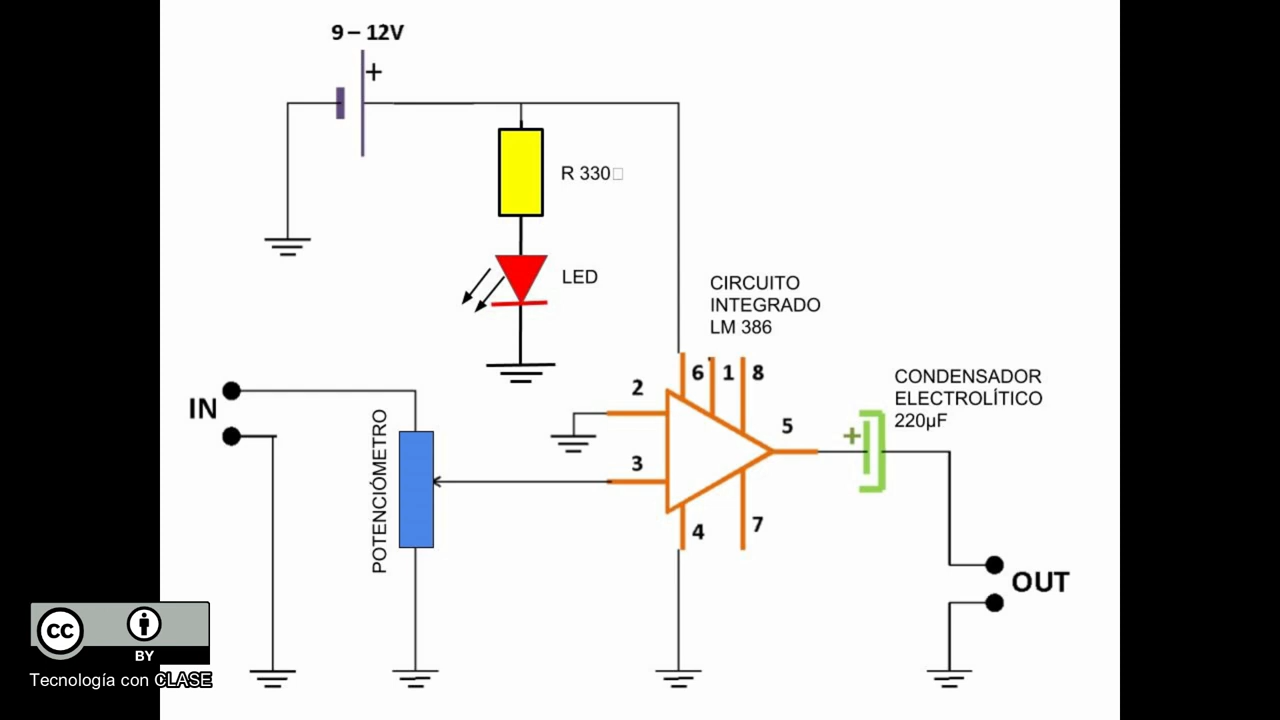 9 – 12V
+
R 330□
LED
CIRCUITO
INTEGRADO
LM 386
IN
POTENCIÓMETRO
2
6
1
8
3
5
4
7
CONDENSADOR
ELECTROLÍTICO
220µF
+
OUT
cc
BY
Tecnología con CLASE